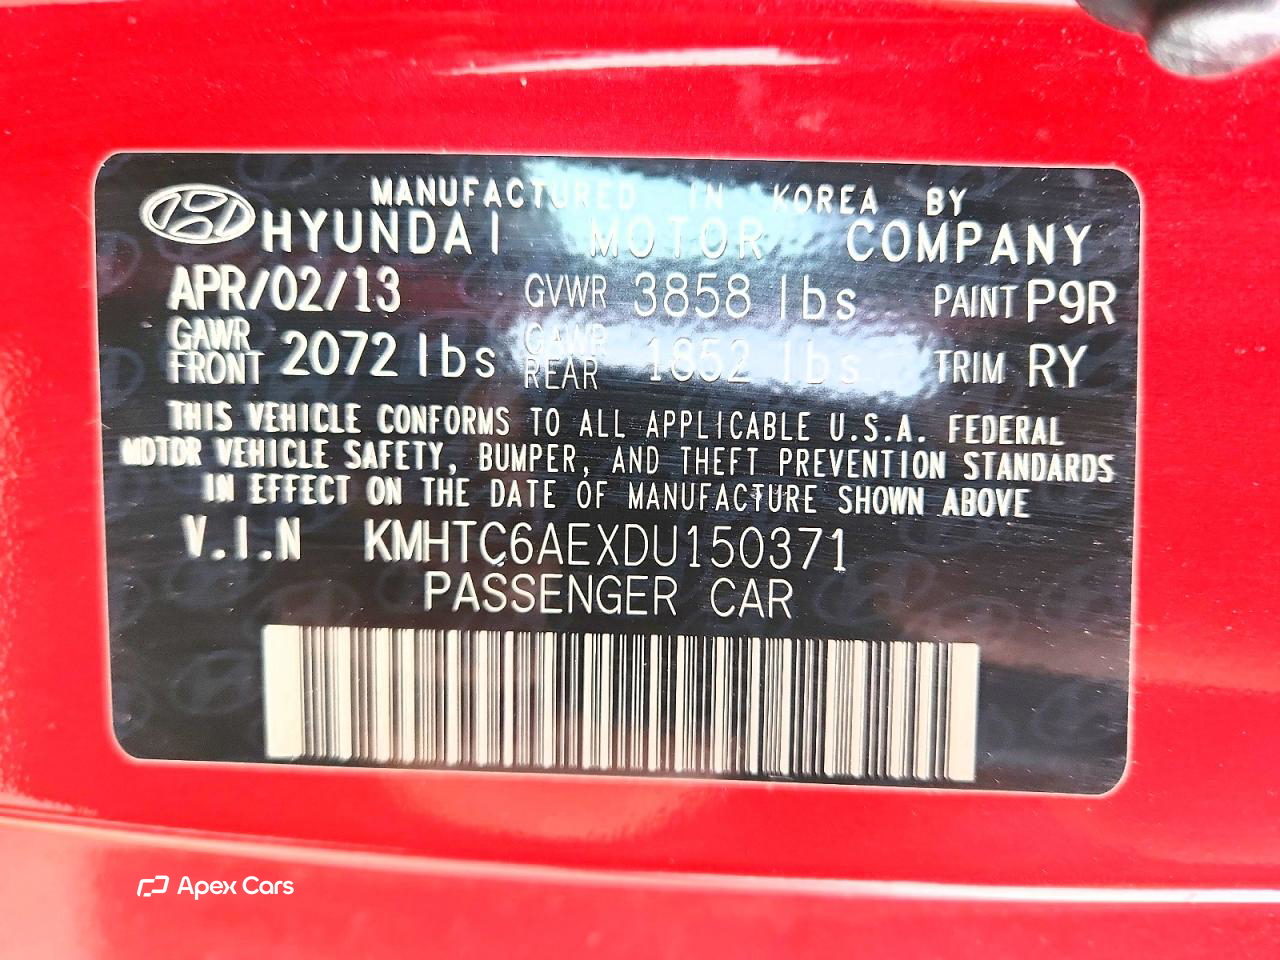 MANUFACTURED IN KOREA BY
HYUNDAI MOTOR COMPANY
APR/02/13 GVWR 3858 lbs PAINT P9R
GAWR FRONT 2072 lbs GAWR REAR 1852 lbs TRIM RY
THIS VEHICLE CONFORMS TO ALL APPLICABLE U.S.A. FEDERAL
MOTOR VEHICLE SAFETY, BUMPER, AND THEFT PREVENTION STANDARDS
IN EFFECT ON THE DATE OF MANUFACTURE SHOWN ABOVE
V.I.N KMHTC6AEXDU150371
PASSENGER CAR
Apex Cars